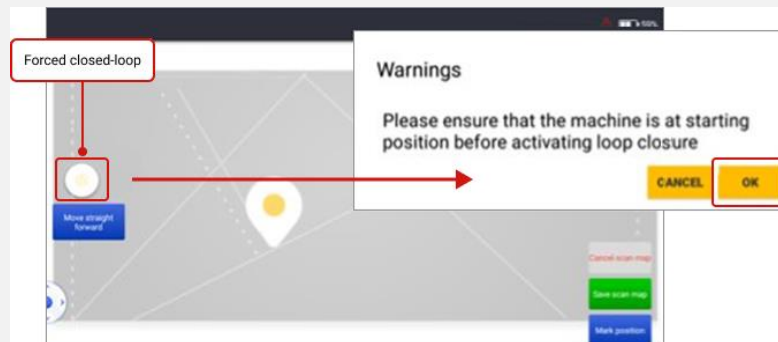 59%
Forced closed-loop
Warnings
Please ensure that the machine is at starting
position before activating loop closure
CANCEL
OK
Move straight
forward
Cancel scan map
Save scan map
Mark position